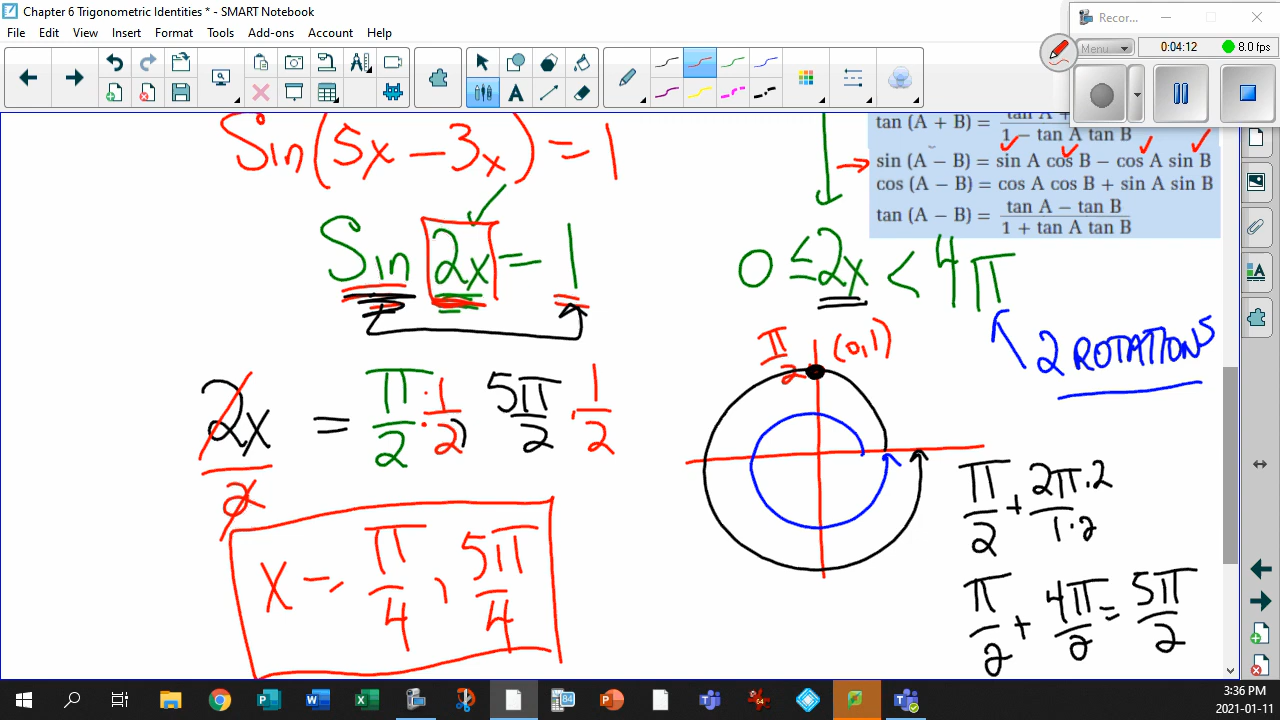 Chapter 6 Trigonometric Identities * - SMART Notebook
File Edit View Insert Format Tools Add-ons Account Help
Recor...
Menu
0:04:12
8.0 fps
tan (A + B) = tan A + / 1 − tan A tan B
sin (A − B) = sin A cos B − cos A sin B
cos (A − B) = cos A cos B + sin A sin B
tan (A − B) = tan A − tan B / 1 + tan A tan B
Sin(5x − 3x) = 1
Sin 2x = 1
0 ≤ 2x < 4π
2 ROTATIONS
π/2 (0,1)
2x/2 = π/2 · 1/2, 5π/2 · 1/2
x = π/4, 5π/4
π/2 + 2π·2/1·2
π/2 + 4π/2 = 5π/2
3:36 PM
2021-01-11